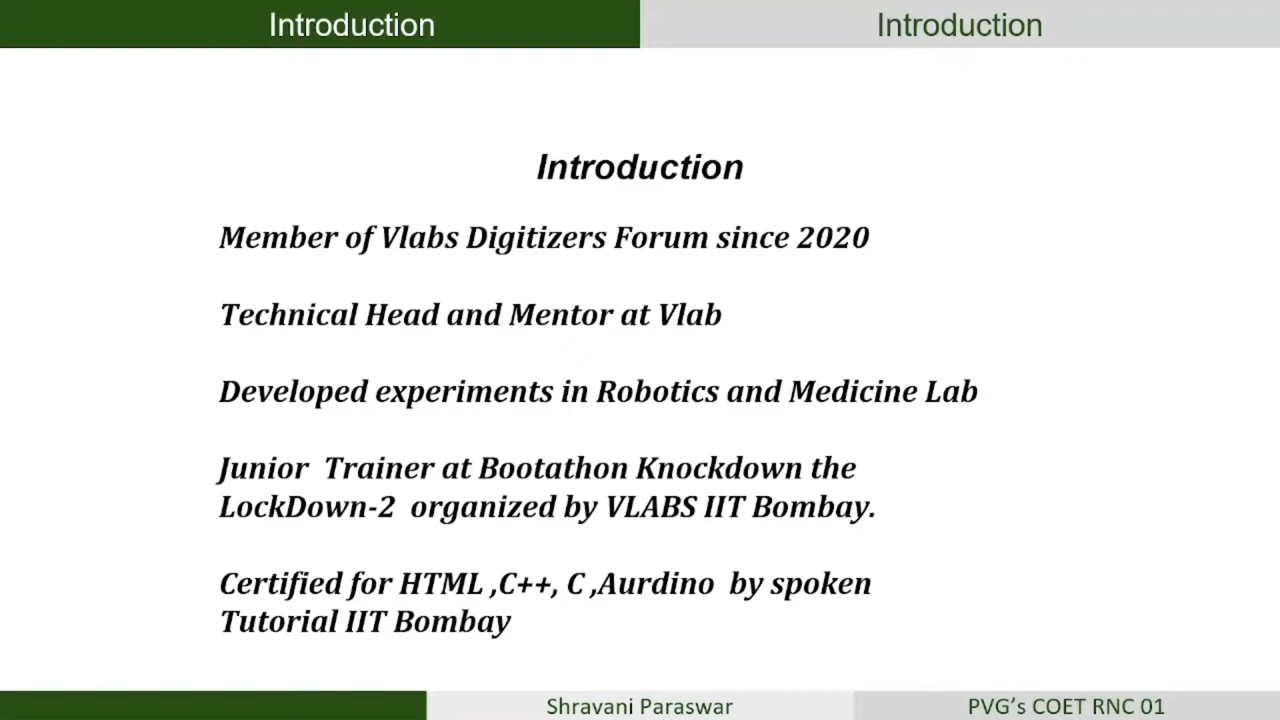 Introduction
Introduction
Introduction
Member of Vlabs Digitizers Forum since 2020
Technical Head and Mentor at Vlab
Developed experiments in Robotics and Medicine Lab
Junior  Trainer at Bootathon Knockdown the
LockDown-2  organized by VLABS IIT Bombay.
Certified for HTML ,C++, C ,Aurdino  by spoken
Tutorial IIT Bombay
Shravani Paraswar
PVG’s COET RNC 01